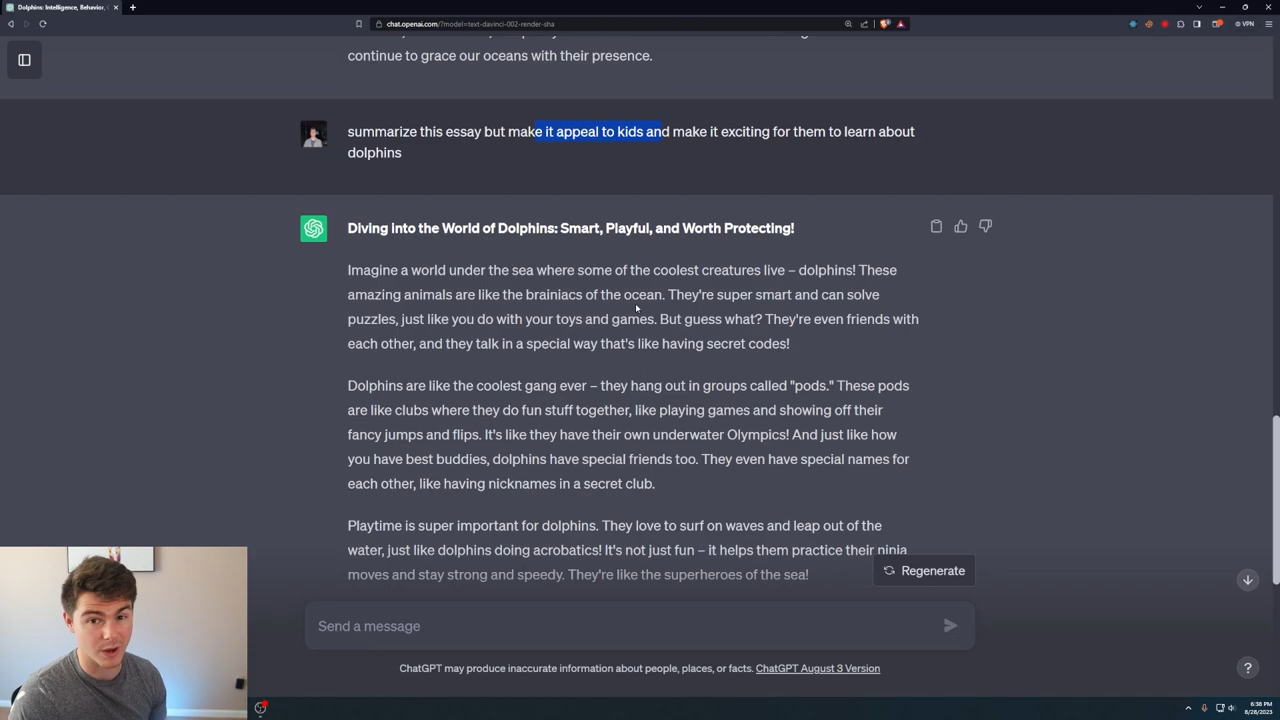 Dolphins: Intelligence, Behavior,
chat.openai.com/?model=text-davinci-002-render-sha
VPN
continue to grace our oceans with their presence.
summarize this essay but make it appeal to kids and make it exciting for them to learn about
dolphins
Diving into the World of Dolphins: Smart, Playful, and Worth Protecting!
Imagine a world under the sea where some of the coolest creatures live – dolphins! These
amazing animals are like the brainiacs of the ocean. They're super smart and can solve
puzzles, just like you do with your toys and games. But guess what? They're even friends with
each other, and they talk in a special way that's like having secret codes!
Dolphins are like the coolest gang ever – they hang out in groups called "pods." These pods
are like clubs where they do fun stuff together, like playing games and showing off their
fancy jumps and flips. It's like they have their own underwater Olympics! And just like how
you have best buddies, dolphins have special friends too. They even have special names for
each other, like having nicknames in a secret club.
Playtime is super important for dolphins. They love to surf on waves and leap out of the
water, just like dolphins doing acrobatics! It's not just fun – it helps them practice their ninja
moves and stay strong and speedy. They're like the superheroes of the sea!
Regenerate
Send a message
ChatGPT may produce inaccurate information about people, places, or facts. ChatGPT August 3 Version
?
6:38 PM
8/28/2023